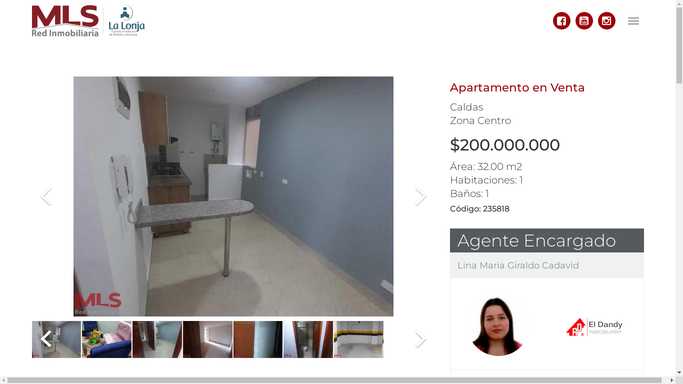 MLS
Red Inmobiliaria
La Lonja
Apartamento en Venta
Caldas
Zona Centro
$200.000.000
Área: 32.00 m2
Habitaciones: 1
Baños: 1
Código: 235818
MLS
Agente Encargado
Lina Maria Giraldo Cadavid
El Dandy